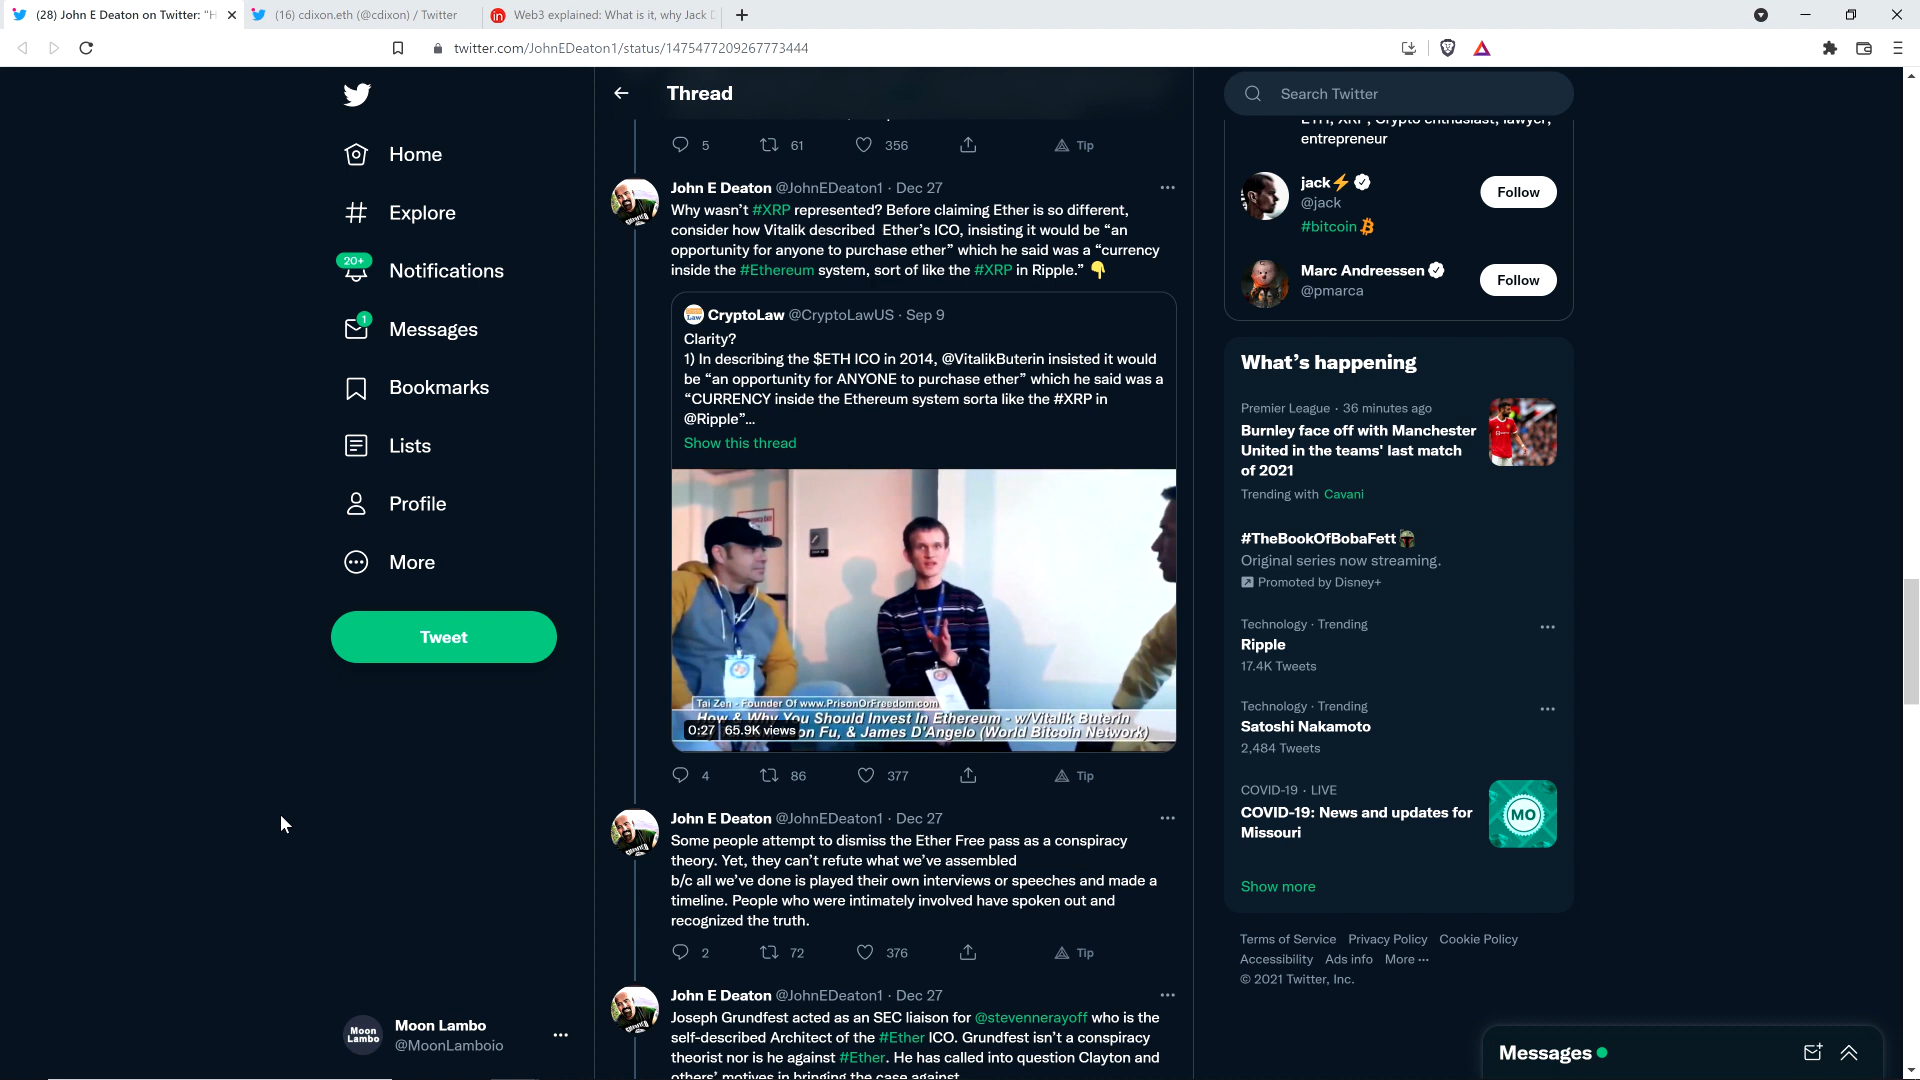 (28) John E Deaton on Twitter: "H
(16) cdixon.eth (@cdixon) / Twitter
in
Web3 explained: What is it, why Jack D
twitter.com/JohnEDeaton1/status/1475477209267773444
Home
Explore
20+
Notifications
1
Messages
Bookmarks
Lists
Profile
More
Tweet
Moon Lambo
Moon Lambo
@MoonLamboio
Thread
5 61 356 Tip
John E Deaton @JohnEDeaton1 · Dec 27
Why wasn’t #XRP represented? Before claiming Ether is so different,
consider how Vitalik described Ether’s ICO, insisting it would be “an
opportunity for anyone to purchase ether” which he said was a “currency
inside the #Ethereum system, sort of like the #XRP in Ripple.” 👇
Law
CryptoLaw @CryptoLawUS · Sep 9
Clarity?
1) In describing the $ETH ICO in 2014, @VitalikButerin insisted it would
be “an opportunity for ANYONE to purchase ether” which he said was a
“CURRENCY inside the Ethereum system sorta like the #XRP in
@Ripple”...
Show this thread
Tai Zen - Founder Of www.PrisonOrFreedom.com
How & Why You Should Invest In Ethereum - w/Vitalik Buterin
0:27 65.9K views
on Fu, & James D'Angelo (World Bitcoin Network)
4 86 377 Tip
John E Deaton @JohnEDeaton1 · Dec 27
Some people attempt to dismiss the Ether Free pass as a conspiracy
theory. Yet, they can’t refute what we’ve assembled
b/c all we’ve done is played their own interviews or speeches and made a
timeline. People who were intimately involved have spoken out and
recognized the truth.
2 72 376 Tip
John E Deaton @JohnEDeaton1 · Dec 27
Joseph Grundfest acted as an SEC liaison for @stevennerayoff who is the
self-described Architect of the #Ether ICO. Grundfest isn’t a conspiracy
theorist nor is he against #Ether. He has called into question Clayton and
others’ motives in bringing the case against
Search Twitter
ETH, XRP, Crypto enthusiast, lawyer,
entrepreneur
jack⚡
@jack
#bitcoin
Follow
Marc Andreessen
@pmarca
Follow
What’s happening
Premier League · 36 minutes ago
Burnley face off with Manchester
United in the teams' last match
of 2021
Trending with Cavani
#TheBookOfBobaFett
Original series now streaming.
Promoted by Disney+
Technology · Trending
Ripple
17.4K Tweets
Technology · Trending
Satoshi Nakamoto
2,484 Tweets
COVID-19 · LIVE
COVID-19: News and updates for
Missouri
MO
Show more
Terms of Service Privacy Policy Cookie Policy
Accessibility Ads info More ···
© 2021 Twitter, Inc.
Messages